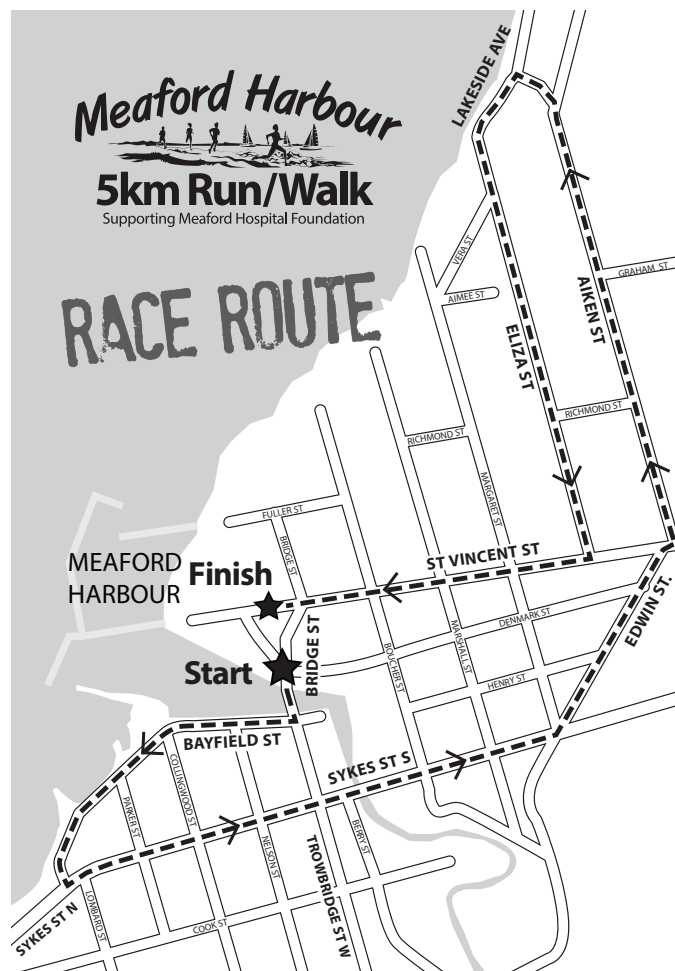 Meaford Harbour
5km Run/Walk
Supporting Meaford Hospital Foundation
RACE ROUTE
LAKESIDE AVE
VERA ST
AIMEE ST
GRAHAM ST
AIKEN ST
ELIZA ST
RICHMOND ST
RICHMOND ST
MARGARET ST
FULLER ST
BRIDGE ST
ST VINCENT ST
MEAFORD
HARBOUR
Finish
EDWIN ST.
DENMARK ST
MARSHALL ST
BOUCHER ST
BRIDGE ST
Start
HENRY ST
BAYFIELD ST
SYKES ST S
COLLINGWOOD ST
PARKER ST
NELSON ST
TROWBRIDGE ST W
BERRY ST
LOMBARD ST
SYKES ST N
COOK ST